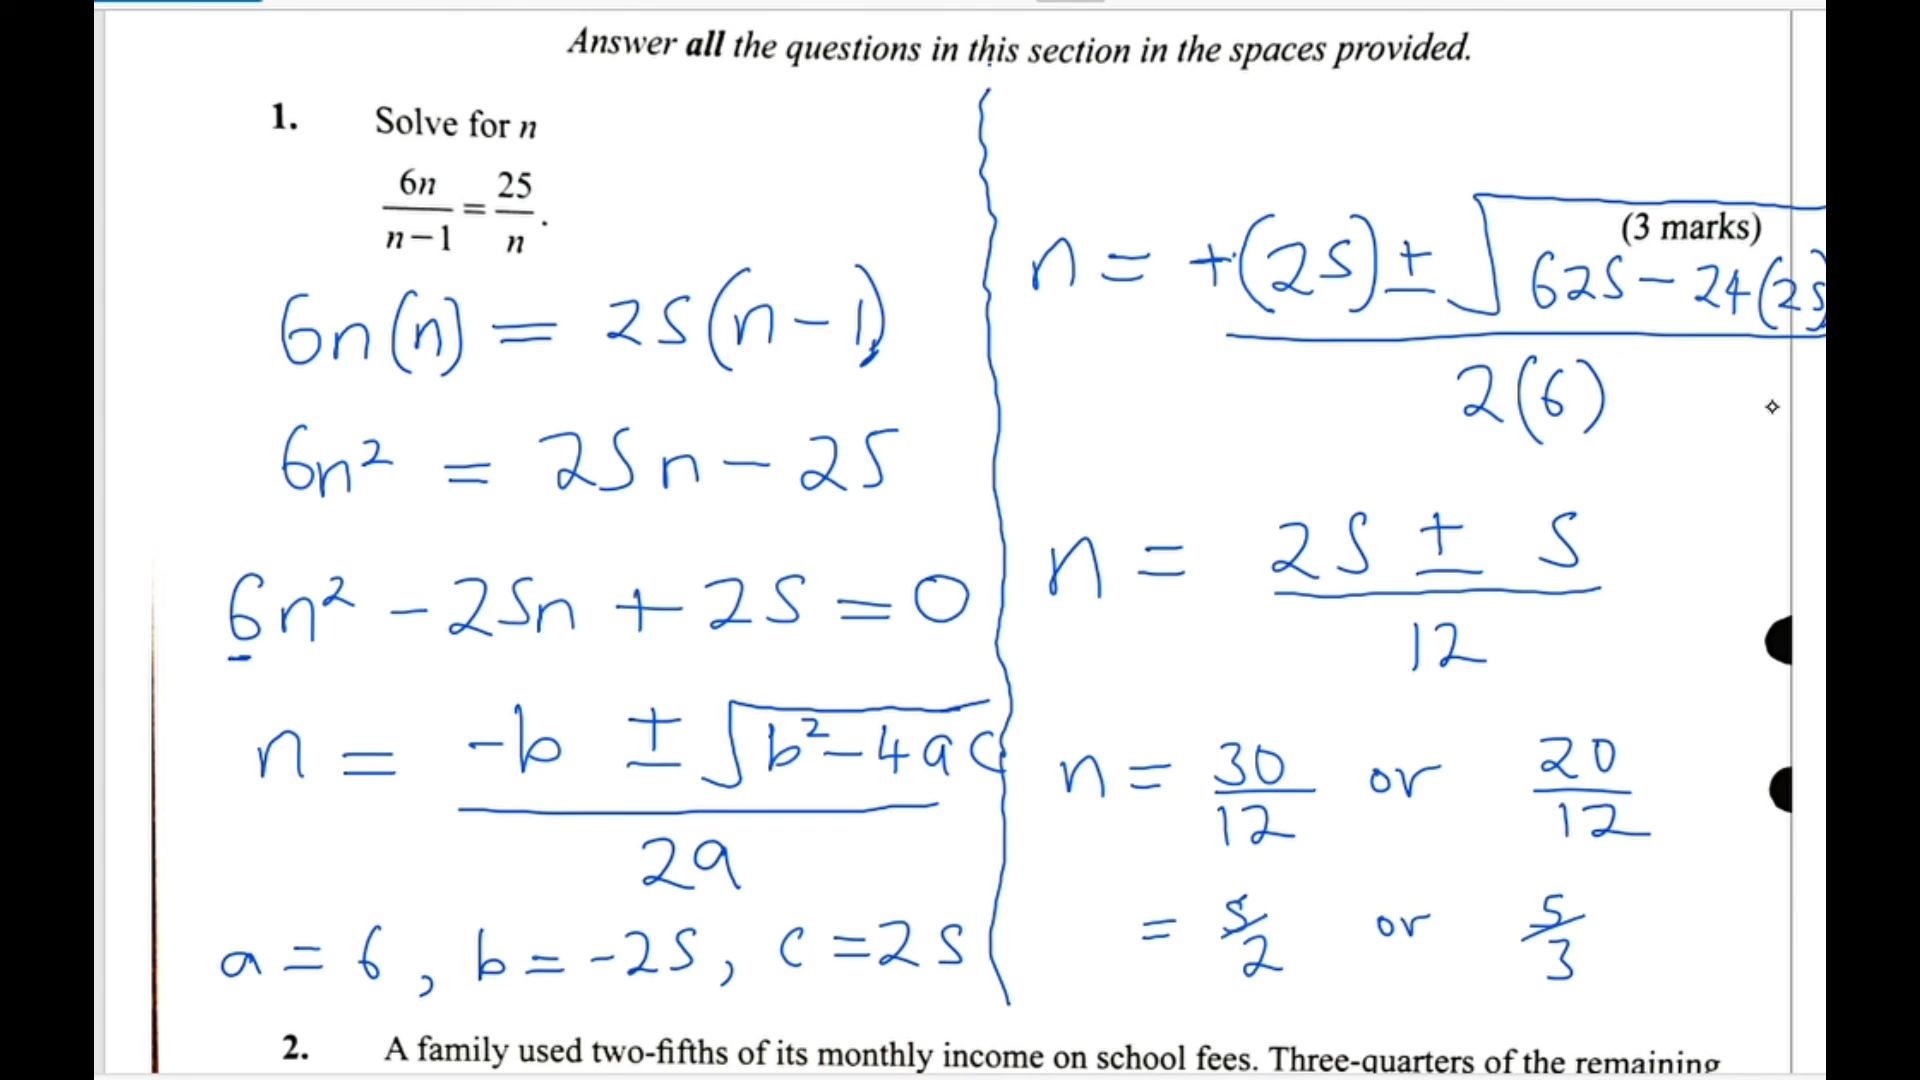 Answer all the questions in this section in the spaces provided.
1. Solve for n
6n/(n−1) = 25/n.
(3 marks)
6n(n) = 25(n−1)
6n² = 25n − 25
6n² − 25n + 25 = 0
n = (−b ± √(b²−4ac))/2a
a = 6, b = −25, c = 25
n = (+(25) ± √(625−24(25)))/2(6)
n = (25 ± 5)/12
n = 30/12 or 20/12
= 5/2 or 5/3
2. A family used two-fifths of its monthly income on school fees. Three-quarters of the remaining